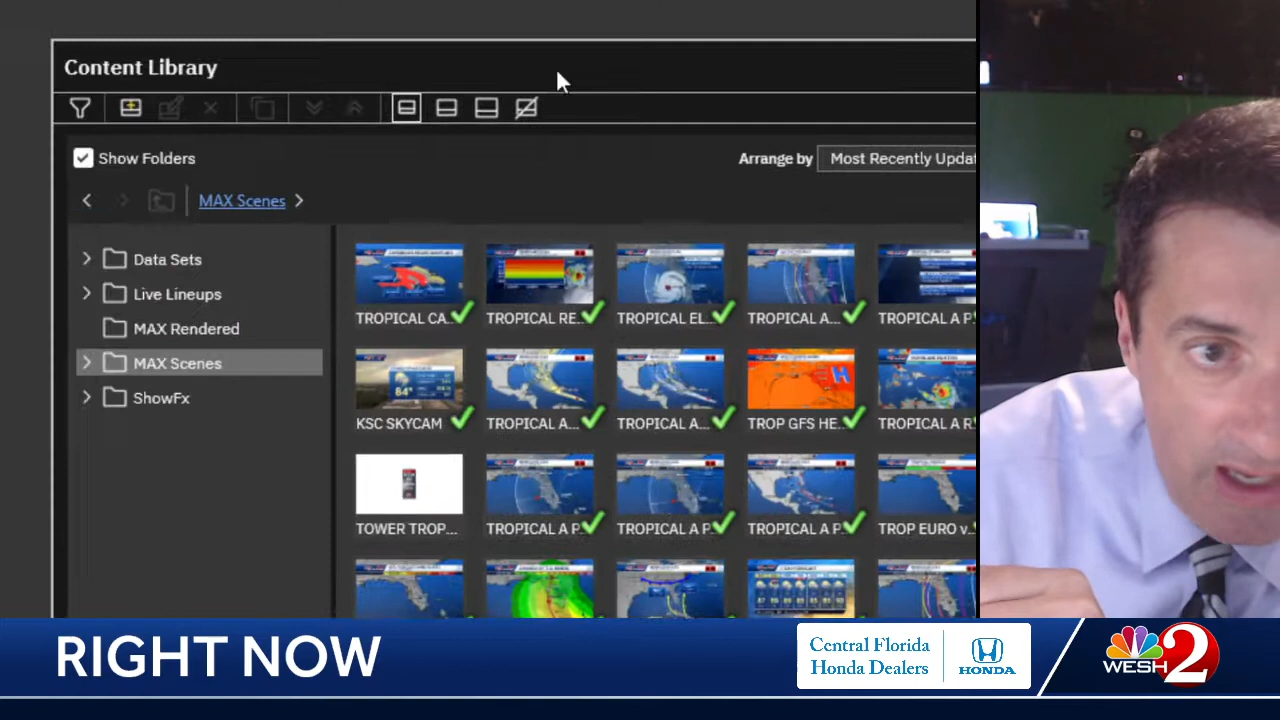 Content Library
Show Folders
Arrange by
Most Recently Upda
MAX Scenes
Data Sets
Live Lineups
MAX Rendered
MAX Scenes
ShowFx
TROPICAL CA...
TROPICAL RE...
TROPICAL EL...
TROPICAL A...
TROPICAL A P
84°
H
KSC SKYCAM
TROPICAL A...
TROPICAL A...
TROP GFS HE...
TROPICAL A R
TOWER TROP...
TROPICAL A P...
TROPICAL A P...
TROPICAL A P...
TROP EURO v...
RIGHT NOW
Central Florida
Honda Dealers
HONDA
WESH 2